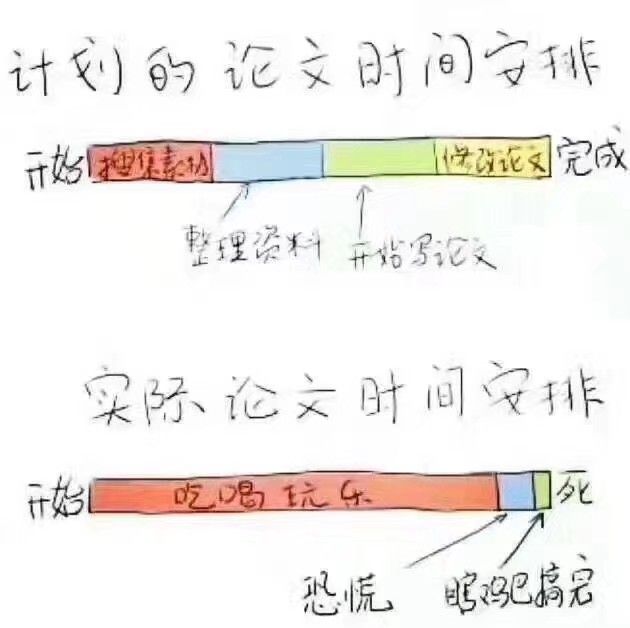 计划的论文时间安排
开始 搜集素材 修改论文 完成
整理资料 开始写论文
实际论文时间安排
开始 吃喝玩乐 死
恐慌 瞎鸡巴搞完